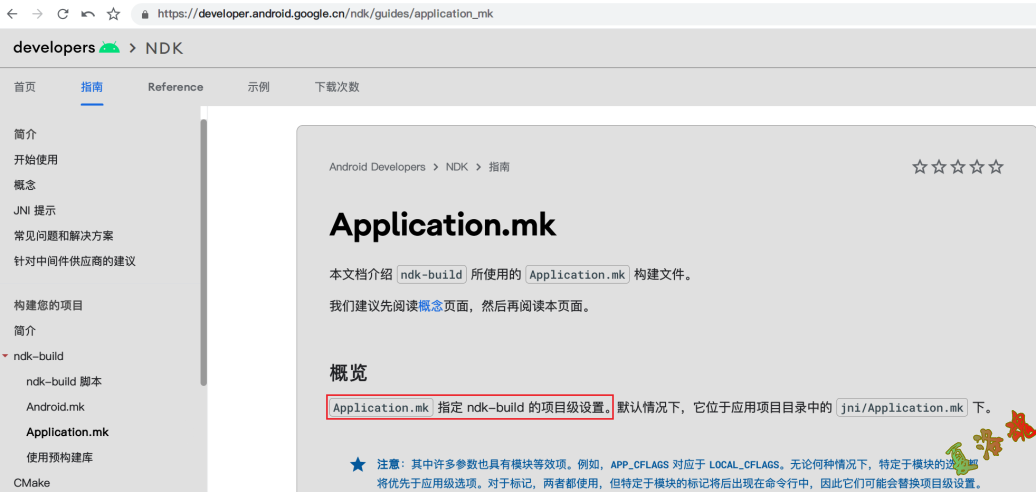 https://developer.android.google.cn/ndk/guides/application_mk
developers > NDK
首页 指南 Reference 示例 下载次数
简介
开始使用
概念
JNI 提示
常见问题和解决方案
针对中间件供应商的建议
构建您的项目
简介
ndk-build
ndk-build 脚本
Android.mk
Application.mk
使用预构建库
CMake
Android Developers > NDK > 指南
Application.mk
本文档介绍 ndk-build 所使用的 Application.mk 构建文件。
我们建议先阅读概念页面，然后再阅读本页面。
概览
Application.mk 指定 ndk-build 的项目级设置。默认情况下，它位于应用项目目录中的 jni/Application.mk 下。
注意：其中许多参数也具有模块等效项。例如，APP_CFLAGS 对应于 LOCAL_CFLAGS。无论何种情况下，特定于模块的选
将优先于应用级选项。对于标记，两者都使用，但特定于模块的标记将后出现在命令行中，因此它们可能会替换项目级设置。